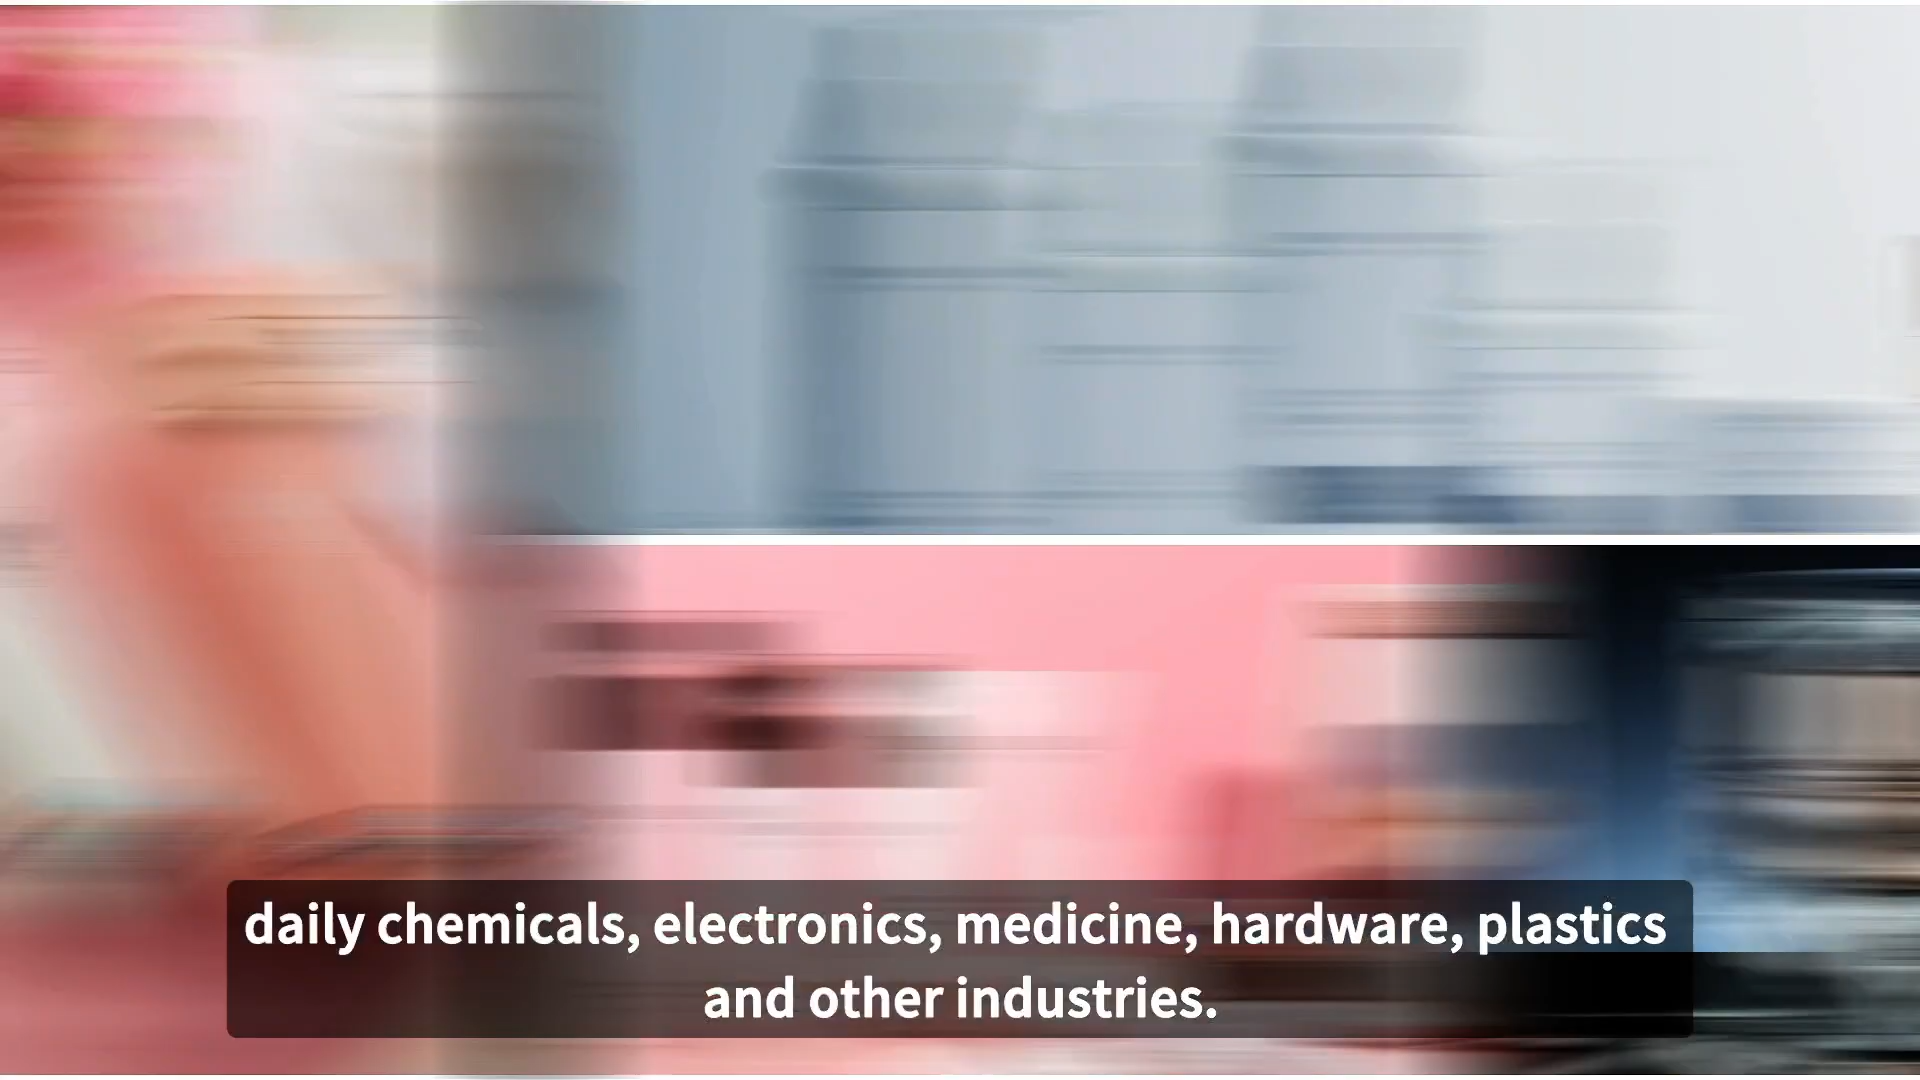 daily chemicals, electronics, medicine, hardware, plastics
and other industries.